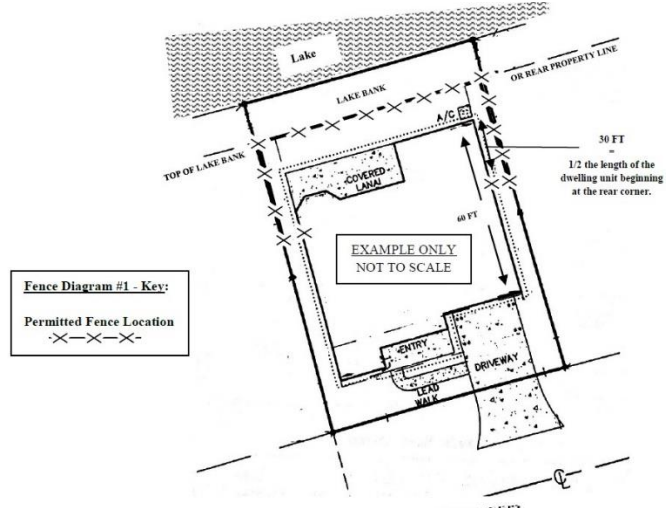 Lake
OR REAR PROPERTY LINE
LAKE BANK
A/C
TOP OF LAKE BANK
30 FT
=
1/2 the length of the
dwelling unit beginning
at the rear corner.
COVERED
LANAI
60 FT
EXAMPLE ONLY
NOT TO SCALE
Fence Diagram #1 - Key:
Permitted Fence Location
ENTRY
DRIVEWAY
LEAD
WALK
CL